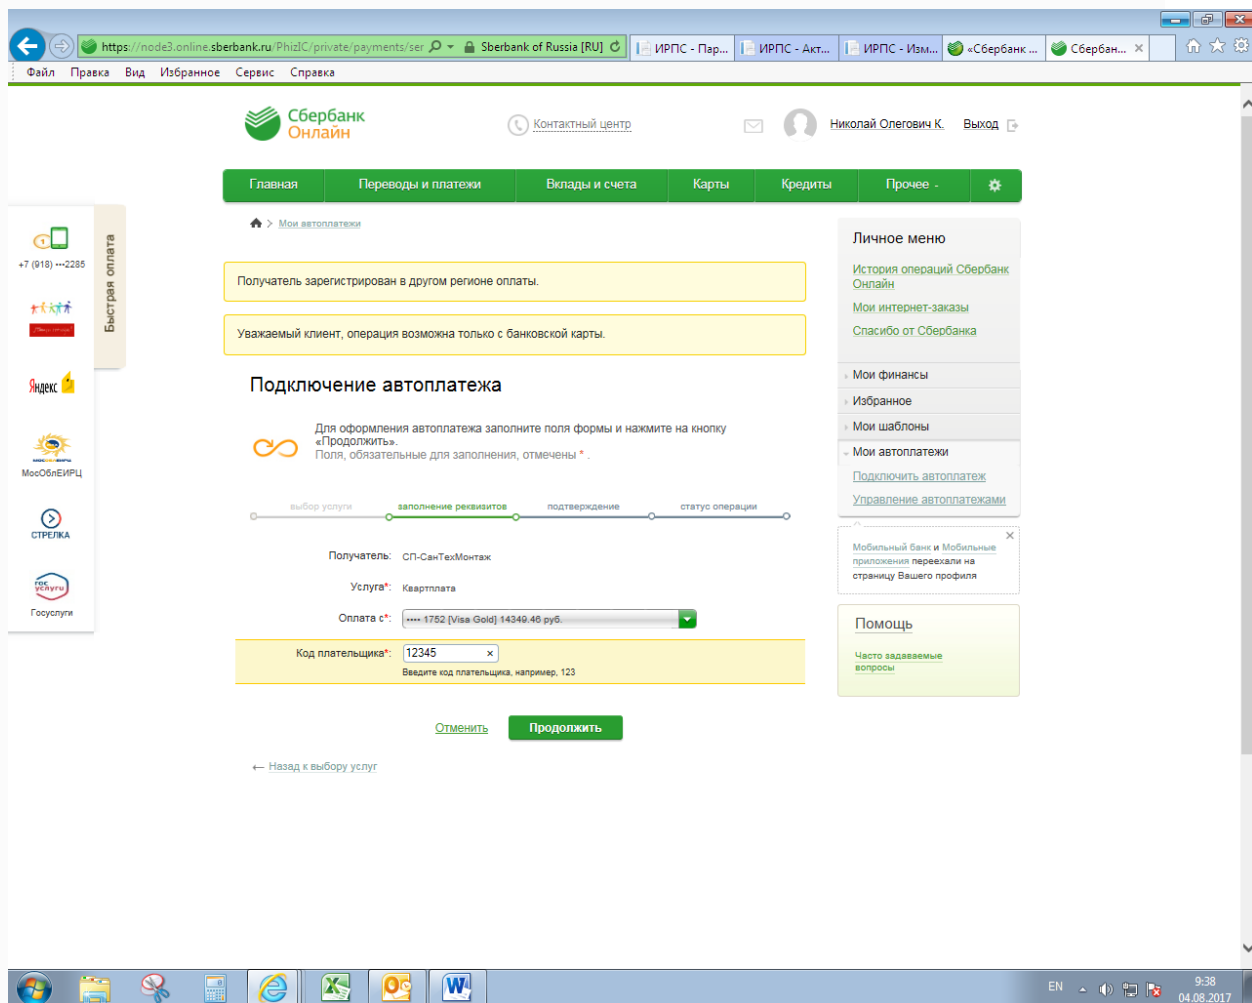 https://node3.online.sberbank.ru/PhizIC/private/payments/ser
Sberbank of Russia [RU]
ИРПС - Пар...
ИРПС - Акт...
ИРПС - Изм...
«Сбербанк ...
Сбербан...
Файл Правка Вид Избранное Сервис Справка
Сбербанк
Онлайн
Контактный центр
Николай Олегович К.
Выход
Главная
Переводы и платежи
Вклады и счета
Карты
Кредиты
Прочее
Мои автоплатежи
Быстрая оплата
+7 (918) •••2285
Яндекс
МосОблЕИРЦ
СТРЕЛКА
гос
услуги
Госуслуги
Получатель зарегистрирован в другом регионе оплаты.
Уважаемый клиент, операция возможна только с банковской карты.
Подключение автоплатежа
Для оформления автоплатежа заполните поля формы и нажмите на кнопку
«Продолжить».
Поля, обязательные для заполнения, отмечены * .
выбор услуги
заполнение реквизитов
подтверждение
статус операции
Получатель: СП-СанТехМонтаж
Услуга*: Квартплата
Оплата с*: •••• 1752 [Visa Gold] 14349.46 руб.
Код плательщика*: 12345
Введите код плательщика, например, 123
Отменить
Продолжить
← Назад к выбору услуг
Личное меню
История операций Сбербанк
Онлайн
Мои интернет-заказы
Спасибо от Сбербанка
Мои финансы
Избранное
Мои шаблоны
Мои автоплатежи
Подключить автоплатеж
Управление автоплатежами
Мобильный банк и Мобильные
приложения переехали на
страницу Вашего профиля
Помощь
Часто задаваемые
вопросы
EN
9:38
04.08.2017